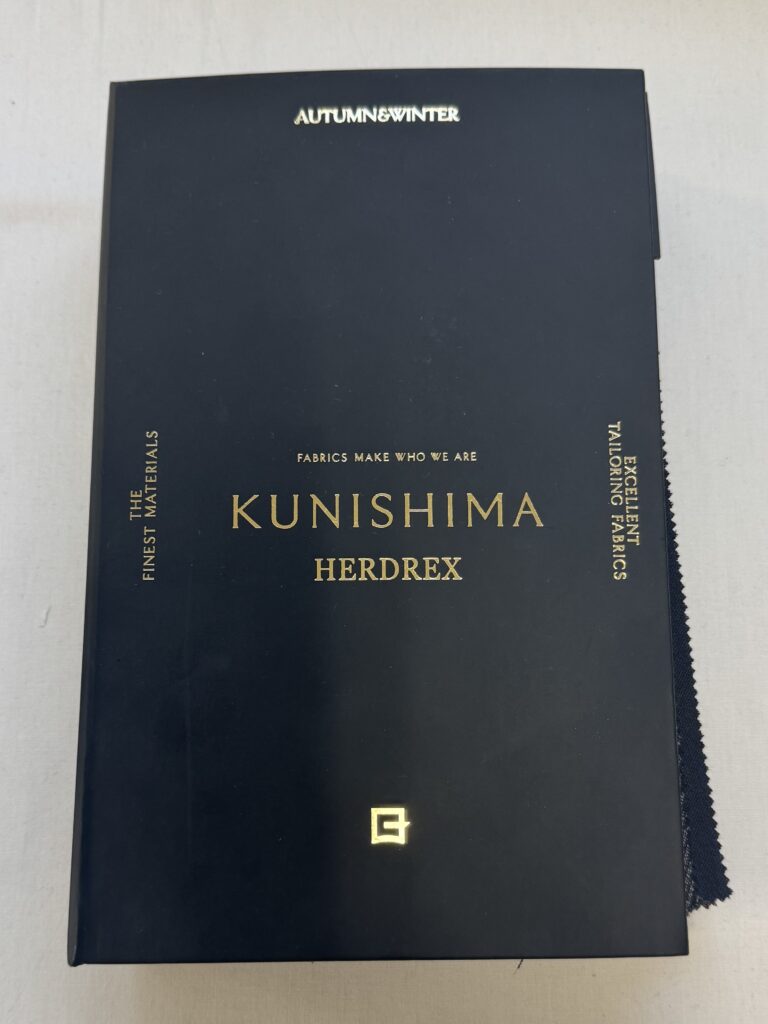 AUTUMN&WINTER
THE
FINEST MATERIALS
FABRICS MAKE WHO WE ARE
KUNISHIMA
HERDREX
EXCELLENT
TAILORING FABRICS